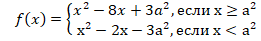 f(x) = { x² − 8x + 3a², если x ≥ a²
x² − 2x − 3a², если x < a²